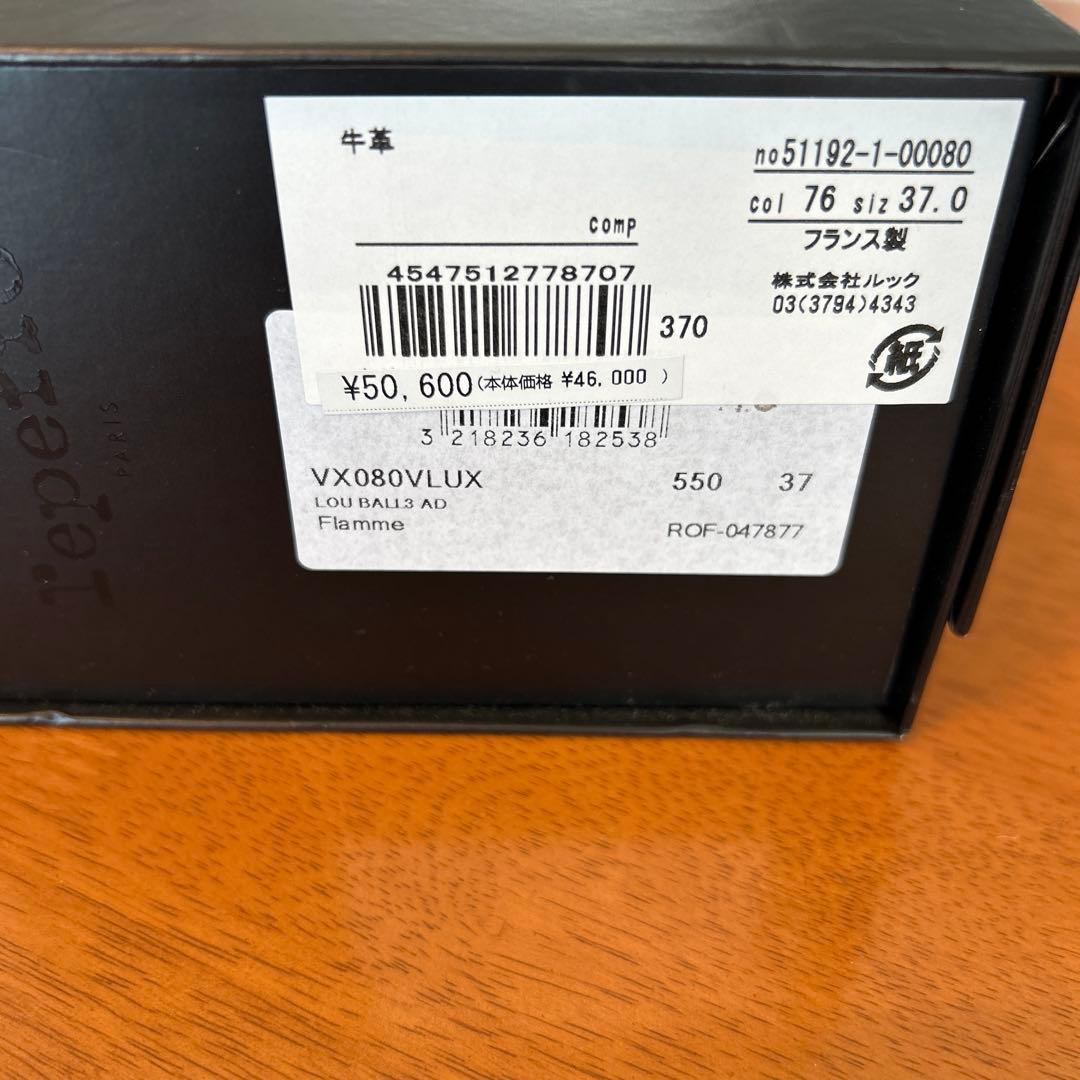 牛革
no51192-1-00080
col 76 siz 37.0
comp
フランス製
4547512778707
株式会社ルック
03(3794)4343
370
紙
¥50,600(本体価格 ¥46,000 )
3 218236 182538
VX080VLUX 550 37
LOU BALL3 AD
Flamme
ROF-047877
repetto
PARIS